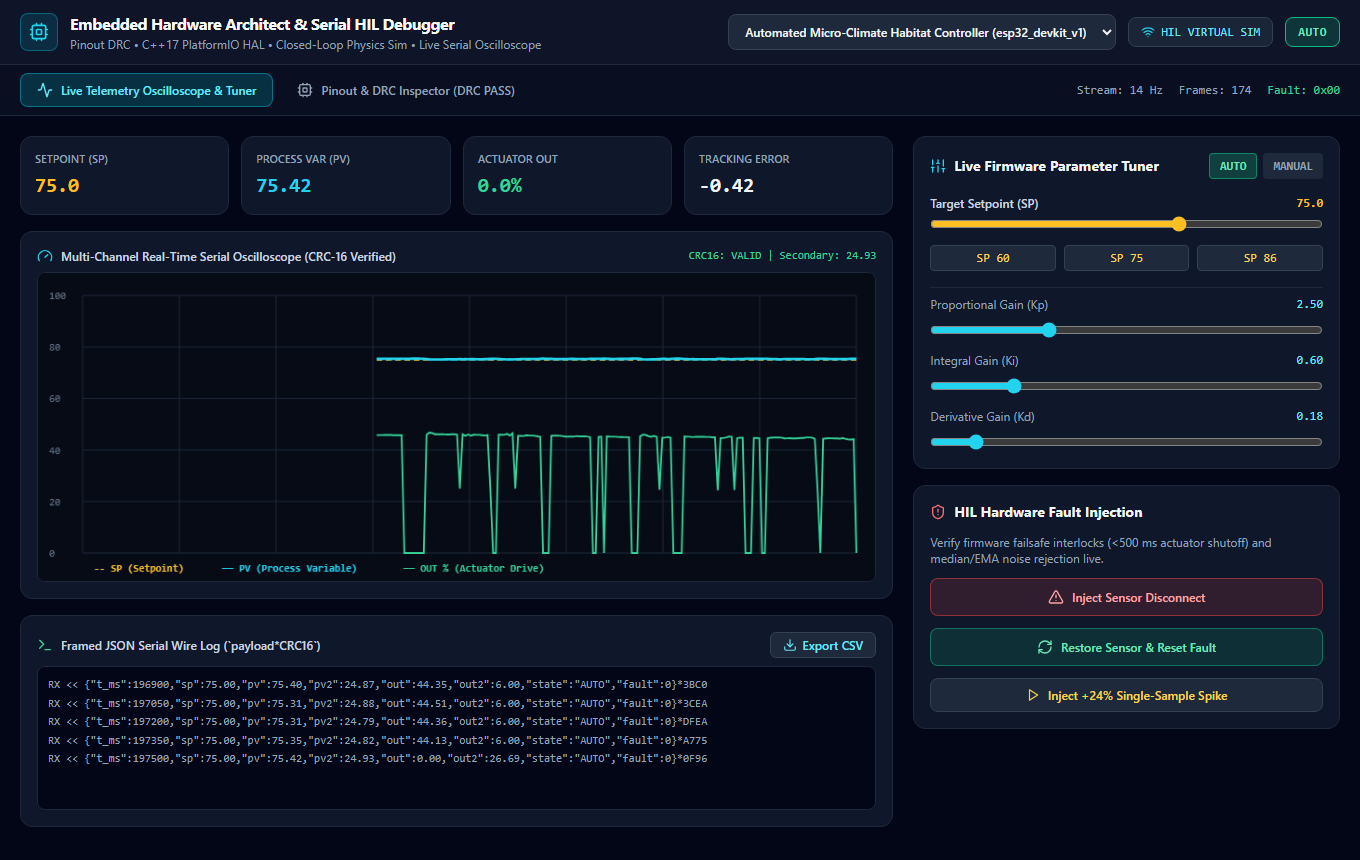 Embedded Hardware Architect & Serial HIL Debugger
Pinout DRC • C++17 PlatformIO HAL • Closed-Loop Physics Sim • Live Serial Oscilloscope
Automated Micro-Climate Habitat Controller (esp32_devkit_v1)
HIL VIRTUAL SIM
AUTO
Live Telemetry Oscilloscope & Tuner
Pinout & DRC Inspector (DRC PASS)
Stream: 14 Hz Frames: 174 Fault: 0x00
SETPOINT (SP)
75.0
PROCESS VAR (PV)
75.42
ACTUATOR OUT
0.0%
TRACKING ERROR
-0.42
Multi-Channel Real-Time Serial Oscilloscope (CRC-16 Verified)
CRC16: VALID | Secondary: 24.93
100
80
60
40
20
0
-- SP (Setpoint)
— PV (Process Variable)
— OUT % (Actuator Drive)
Framed JSON Serial Wire Log (`payload*CRC16`)
Export CSV
RX << {"t_ms":196900,"sp":75.00,"pv":75.40,"pv2":24.87,"out":44.35,"out2":6.00,"state":"AUTO","fault":0}*3BC0
RX << {"t_ms":197050,"sp":75.00,"pv":75.31,"pv2":24.88,"out":44.51,"out2":6.00,"state":"AUTO","fault":0}*3CEA
RX << {"t_ms":197200,"sp":75.00,"pv":75.31,"pv2":24.79,"out":44.36,"out2":6.00,"state":"AUTO","fault":0}*DFEA
RX << {"t_ms":197350,"sp":75.00,"pv":75.35,"pv2":24.82,"out":44.13,"out2":6.00,"state":"AUTO","fault":0}*A775
RX << {"t_ms":197500,"sp":75.00,"pv":75.42,"pv2":24.93,"out":0.00,"out2":26.69,"state":"AUTO","fault":0}*0F96
Live Firmware Parameter Tuner
AUTO
MANUAL
Target Setpoint (SP)
75.0
SP 60
SP 75
SP 86
Proportional Gain (Kp)
2.50
Integral Gain (Ki)
0.60
Derivative Gain (Kd)
0.18
HIL Hardware Fault Injection
Verify firmware failsafe interlocks (<500 ms actuator shutoff) and
median/EMA noise rejection live.
Inject Sensor Disconnect
Restore Sensor & Reset Fault
Inject +24% Single-Sample Spike